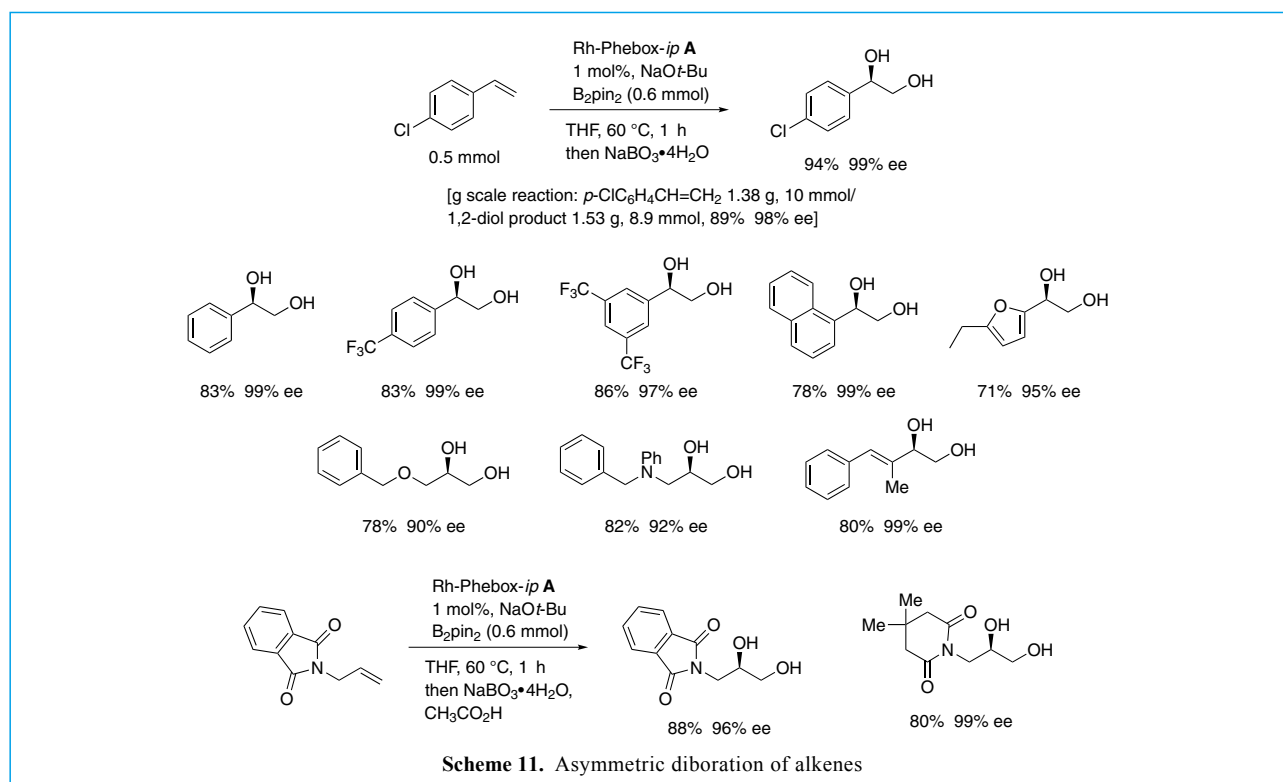 Rh-Phebox-ip A
1 mol%, NaOt-Bu
B2pin2 (0.6 mmol)
THF, 60 °C, 1 h
then NaBO3•4H2O
Cl
0.5 mmol
OH
OH
Cl
94% 99% ee
[g scale reaction: p-ClC6H4CH=CH2 1.38 g, 10 mmol/
1,2-diol product 1.53 g, 8.9 mmol, 89% 98% ee]
OH
OH
83% 99% ee
OH
OH
F3C
83% 99% ee
OH
F3C
OH
CF3
86% 97% ee
OH
OH
78% 99% ee
OH
OH
O
71% 95% ee
OH
O
OH
78% 90% ee
Ph
OH
N
OH
82% 92% ee
OH
OH
Me
80% 99% ee
O
N
O
Rh-Phebox-ip A
1 mol%, NaOt-Bu
B2pin2 (0.6 mmol)
THF, 60 °C, 1 h
then NaBO3•4H2O,
CH3CO2H
O
OH
N
OH
O
88% 96% ee
Me
Me
O
OH
N
OH
O
80% 99% ee
Scheme 11. Asymmetric diboration of alkenes